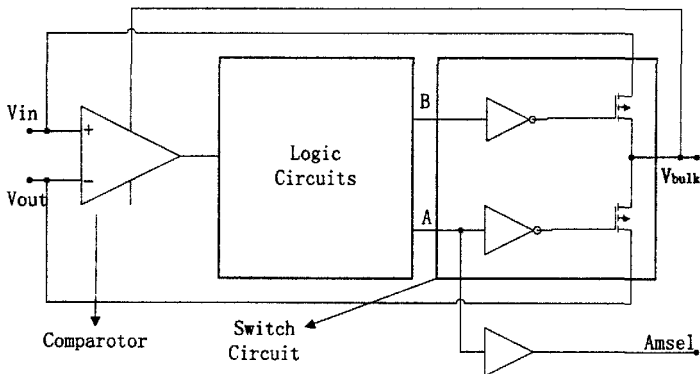 Vin
Vout
+
−
Logic
Circuits
B
A
Vbulk
Comparotor
Switch
Circuit
Amsel